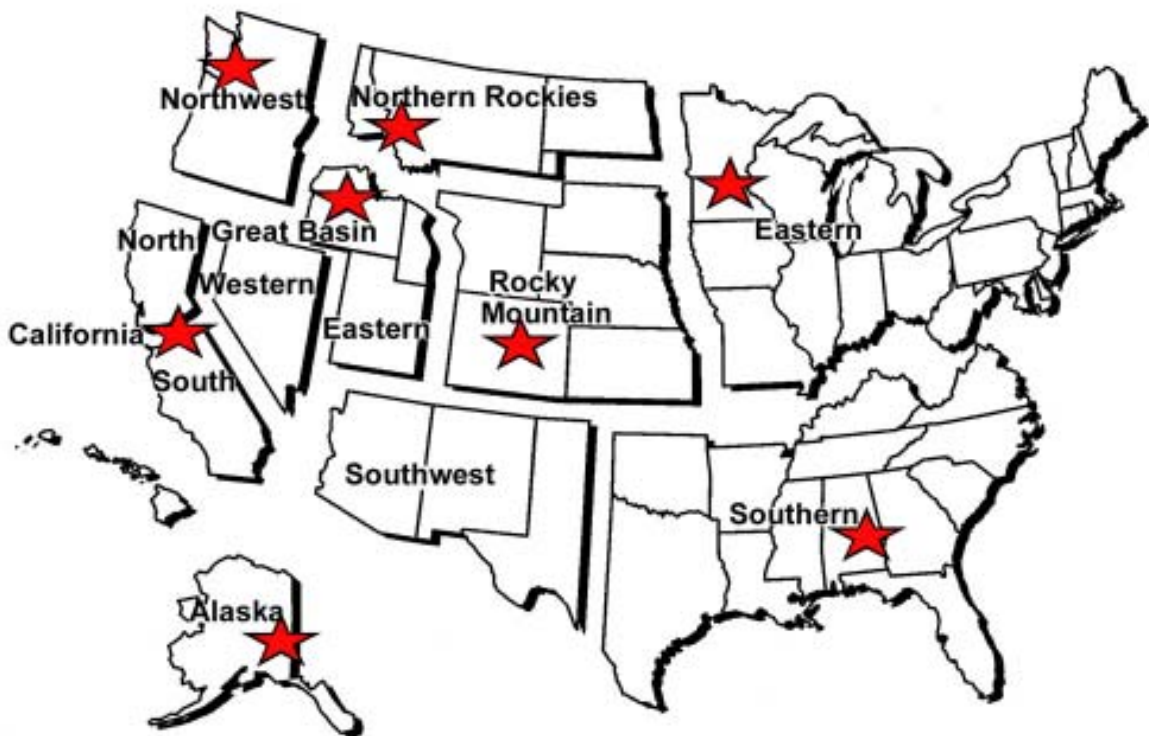 Northwest
Northern Rockies
North
Great Basin
Eastern
Western
Rocky
Mountain
California
Eastern
South
Southwest
Southern
Alaska